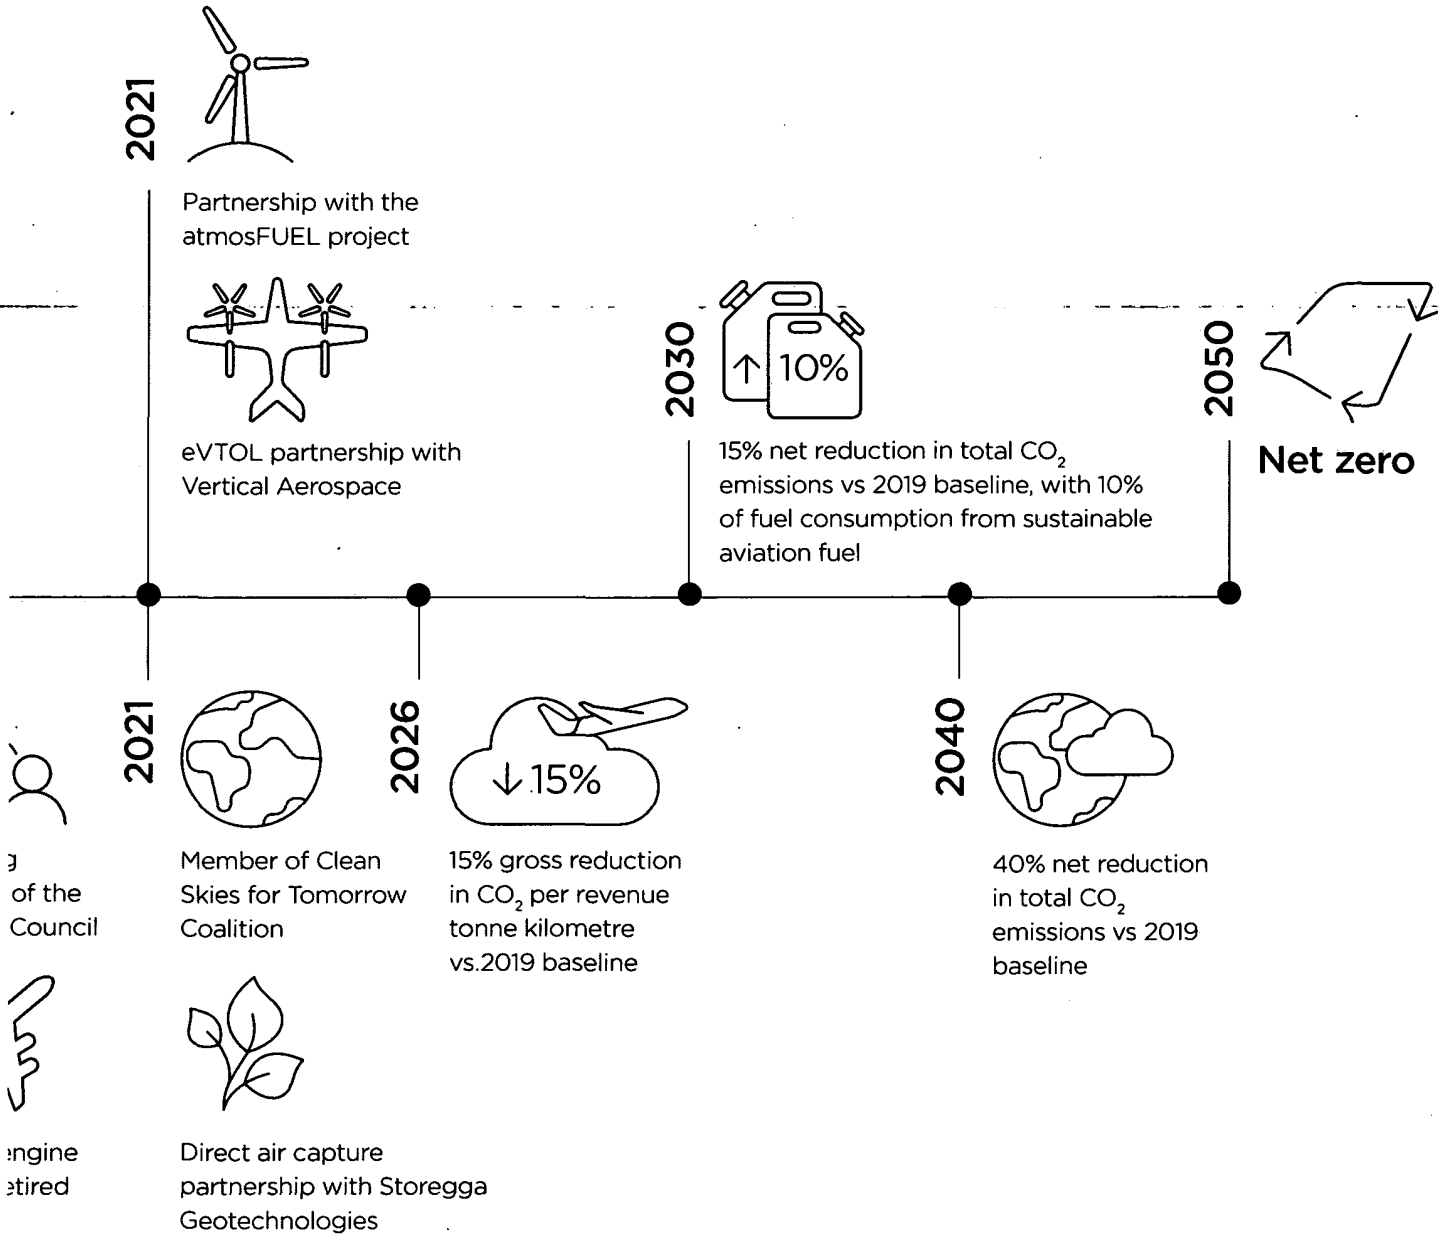 2021
Partnership with the
atmosFUEL project
eVTOL partnership with
Vertical Aerospace
2030
↑ 10%
15% net reduction in total CO₂
emissions vs 2019 baseline, with 10%
of fuel consumption from sustainable
aviation fuel
2050
Net zero
of the
Council
etired
2021
Member of Clean
Skies for Tomorrow
Coalition
Direct air capture
partnership with Storegga
Geotechnologies
2026
↓ 15%
15% gross reduction
in CO₂ per revenue
tonne kilometre
vs.2019 baseline
2040
40% net reduction
in total CO₂
emissions vs 2019
baseline